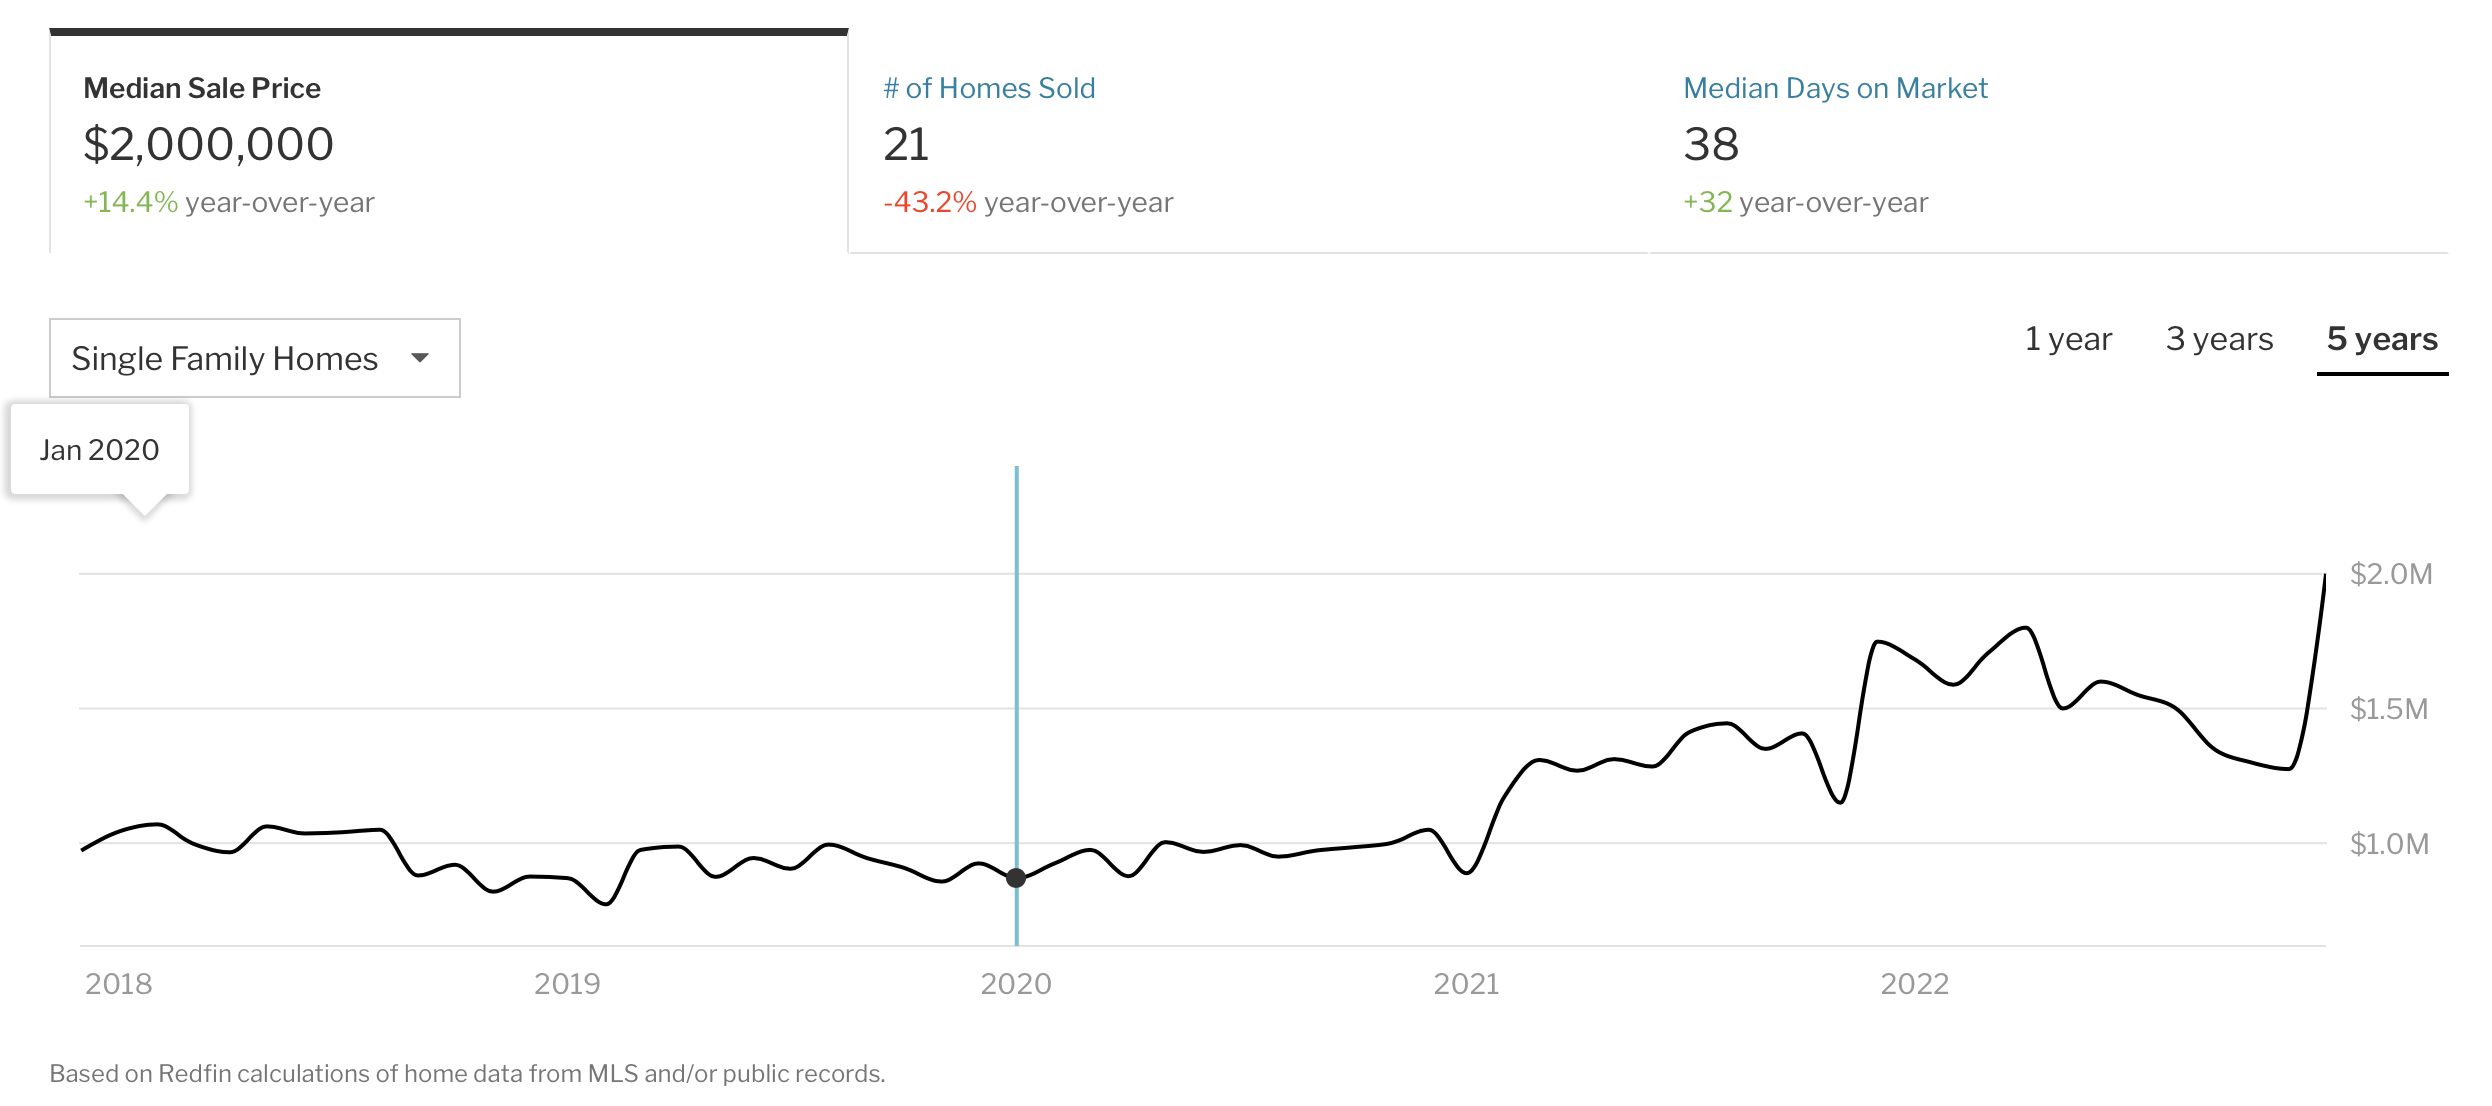 Median Sale Price
$2,000,000
+14.4% year-over-year
# of Homes Sold
21
-43.2% year-over-year
Median Days on Market
38
+32 year-over-year
Single Family Homes
1 year 3 years 5 years
Jan 2020
$2.0M
$1.5M
$1.0M
2018 2019 2020 2021 2022
Based on Redfin calculations of home data from MLS and/or public records.